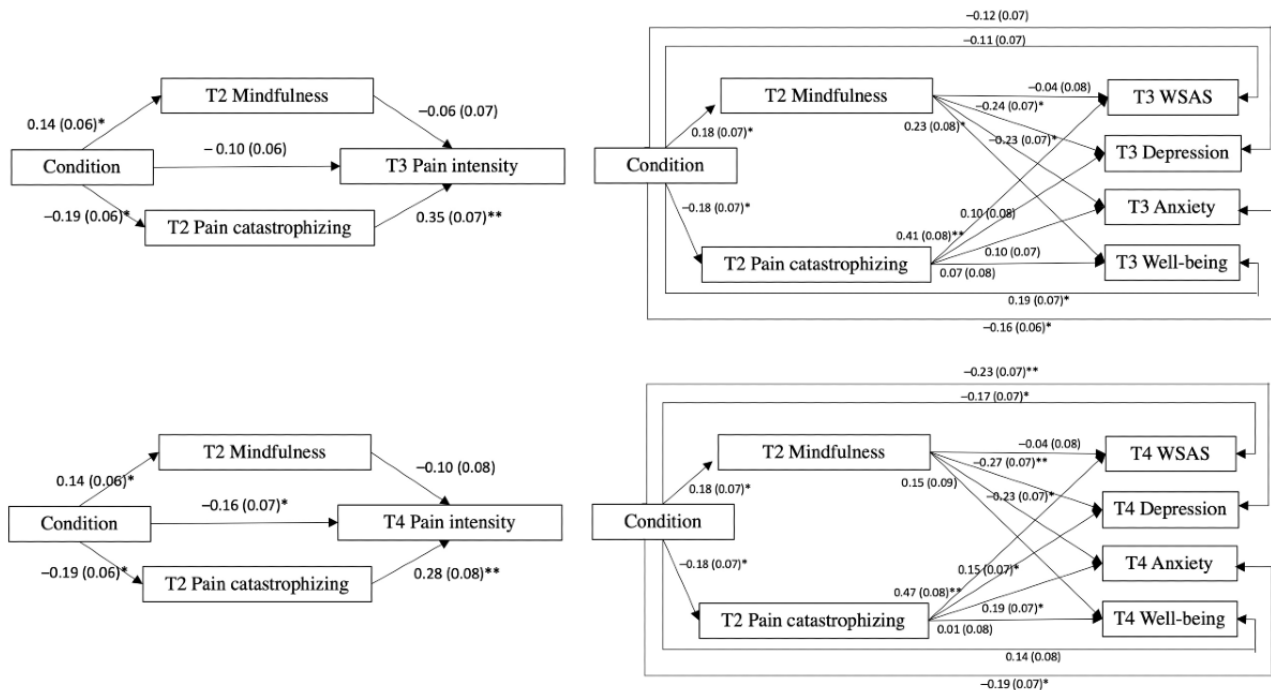 T2 Mindfulness
0.14 (0.06)*
−0.06 (0.07)
− 0.10 (0.06)
Condition
T3 Pain intensity
−0.19 (0.06)*
0.35 (0.07)**
T2 Pain catastrophizing
−0.12 (0.07)
−0.11 (0.07)
T2 Mindfulness
−0.04 (0.08)
T3 WSAS
−0.24 (0.07)*
0.18 (0.07)*
0.23 (0.08)*
−0.23 (0.07)*
T3 Depression
Condition
−0.18 (0.07)*
T3 Anxiety
0.10 (0.08)
0.41 (0.08)**
0.10 (0.07)
T2 Pain catastrophizing
T3 Well-being
0.07 (0.08)
0.19 (0.07)*
−0.16 (0.06)*
T2 Mindfulness
0.14 (0.06)*
−0.10 (0.08)
−0.16 (0.07)*
Condition
T4 Pain intensity
−0.19 (0.06)*
0.28 (0.08)**
T2 Pain catastrophizing
−0.23 (0.07)**
−0.17 (0.07)*
T2 Mindfulness
−0.04 (0.08)
T4 WSAS
−0.27 (0.07)**
0.18 (0.07)*
0.15 (0.09)
−0.23 (0.07)*
T4 Depression
Condition
−0.18 (0.07)*
T4 Anxiety
0.15 (0.07)*
0.47 (0.08)**
0.19 (0.07)*
T2 Pain catastrophizing
T4 Well-being
0.01 (0.08)
0.14 (0.08)
−0.19 (0.07)*